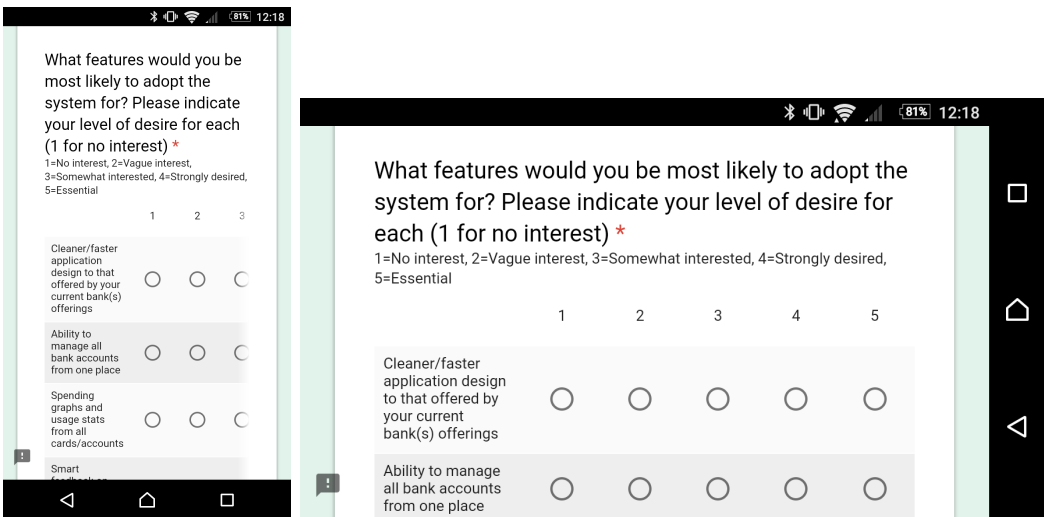 81% 12:18
What features would you be
most likely to adopt the
system for? Please indicate
your level of desire for each
(1 for no interest) *
1=No interest, 2=Vague interest,
3=Somewhat interested, 4=Strongly desired,
5=Essential
1 2 3
Cleaner/faster
application
design to that
offered by your
current bank(s)
offerings
Ability to
manage all
bank accounts
from one place
Spending
graphs and
usage stats
from all
cards/accounts
Smart
81% 12:18
What features would you be most likely to adopt the
system for? Please indicate your level of desire for
each (1 for no interest) *
1=No interest, 2=Vague interest, 3=Somewhat interested, 4=Strongly desired,
5=Essential
1 2 3 4 5
Cleaner/faster
application design
to that offered by
your current
bank(s) offerings
Ability to manage
all bank accounts
from one place